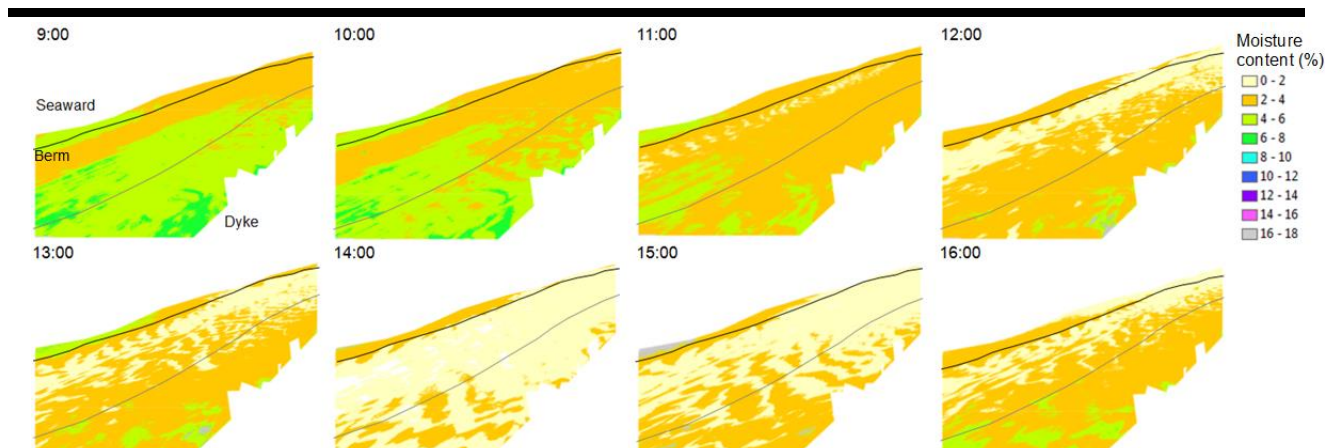 9:00
10:00
11:00
12:00
Moisture
content (%)
0 - 2
2 - 4
4 - 6
6 - 8
8 - 10
10 - 12
12 - 14
14 - 16
16 - 18
Seaward
Berm
Dyke
13:00
14:00
15:00
16:00